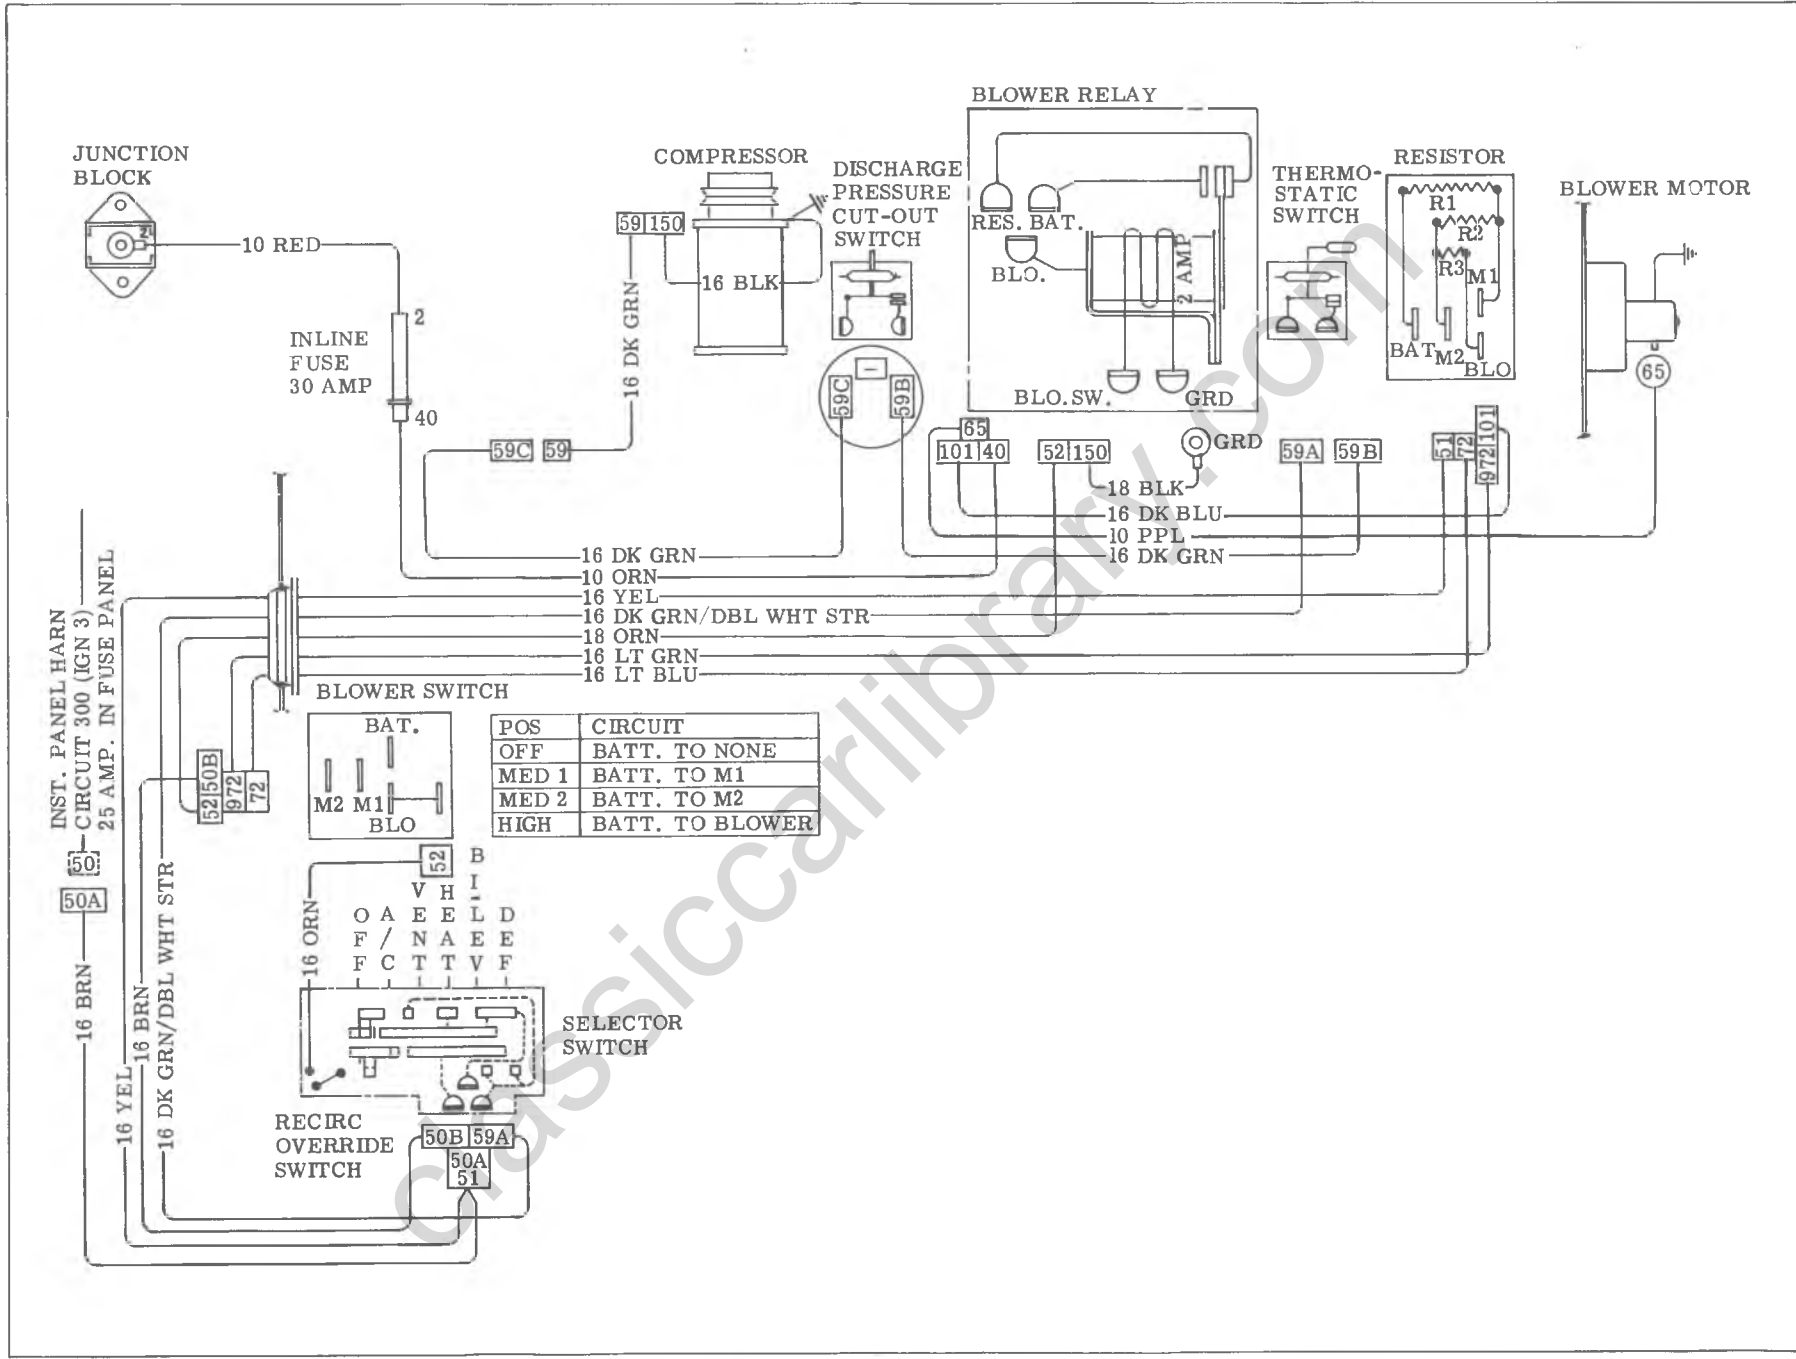 JUNCTION
BLOCK
2
10 RED
INLINE
FUSE
30 AMP
2
40
COMPRESSOR
59 150
16 BLK
16 DK GRN
DISCHARGE
PRESSURE
CUT-OUT
SWITCH
59C 59B
59C 59
BLOWER RELAY
RES. BAT.
BLO.
2 AMP
BLO.SW. GRD
THERMO-
STATIC
SWITCH
RESISTOR
R1
R2
R3 M1
BAT M2 BLO
BLOWER MOTOR
65
65
101 40
52 150
GRD
59A 59B
51 72 972 101
18 BLK
16 DK BLU
10 PPL
16 DK GRN
16 DK GRN
10 ORN
16 YEL
16 DK GRN/DBL WHT STR
18 ORN
16 LT GRN
16 LT BLU
INST. PANEL HARN
CIRCUIT 300 (IGN 3)
25 AMP. IN FUSE PANEL
50
50A
16 BRN
16 YEL
16 BRN
16 DK GRN/DBL WHT STR
52 50B
972 72
BLOWER SWITCH
BAT.
M2 M1
BLO
POS CIRCUIT
OFF BATT. TO NONE
MED 1 BATT. TO M1
MED 2 BATT. TO M2
HIGH BATT. TO BLOWER
52
16 ORN
OFF
A/C
VENT
HEAT
BI-LEV
DEF
SELECTOR
SWITCH
RECIRC
OVERRIDE
SWITCH
50B 59A
50A
51
classiccarlibrary.com